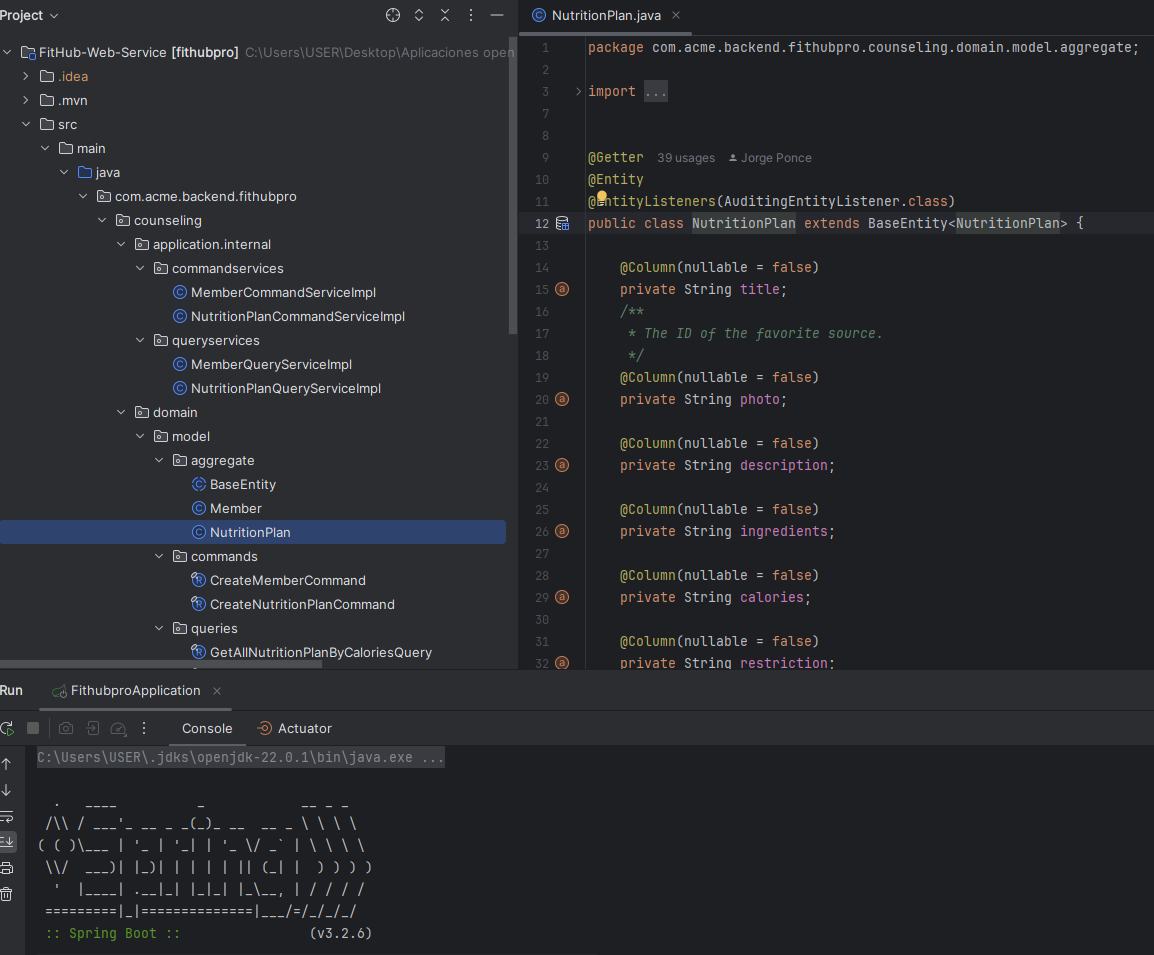 Project
FitHub-Web-Service [fithubpro] C:\Users\USER\Desktop\Aplicaciones open
.idea
.mvn
src
main
java
com.acme.backend.fithubpro
counseling
application.internal
commandservices
MemberCommandServiceImpl
NutritionPlanCommandServiceImpl
queryservices
MemberQueryServiceImpl
NutritionPlanQueryServiceImpl
domain
model
aggregate
BaseEntity
Member
NutritionPlan
commands
CreateMemberCommand
CreateNutritionPlanCommand
queries
GetAllNutritionPlanByCaloriesQuery
NutritionPlan.java
1 package com.acme.backend.fithubpro.counseling.domain.model.aggregate;
2
3 import ...
7
8
9 @Getter 39 usages Jorge Ponce
10 @Entity
11 @EntityListeners(AuditingEntityListener.class)
12 public class NutritionPlan extends BaseEntity<NutritionPlan> {
13
14 @Column(nullable = false)
15 private String title;
16 /**
17 * The ID of the favorite source.
18 */
19 @Column(nullable = false)
20 private String photo;
21
22 @Column(nullable = false)
23 private String description;
24
25 @Column(nullable = false)
26 private String ingredients;
27
28 @Column(nullable = false)
29 private String calories;
30
31 @Column(nullable = false)
32 private String restriction;
Run FithubproApplication
Console Actuator
C:\Users\USER\.jdks\openjdk-22.0.1\bin\java.exe ...
  .   ____          _            __ _ _
 /\\ / ___'_ __ _ _(_)_ __  __ _ \ \ \ \
( ( )\___ | '_ | '_| | '_ \/ _` | \ \ \ \
 \\/  ___)| |_)| | | | | || (_| |  ) ) ) )
  '  |____| .__|_| |_|_| |_\__, | / / / /
 =========|_|==============|___/=/_/_/_/
 :: Spring Boot ::                (v3.2.6)